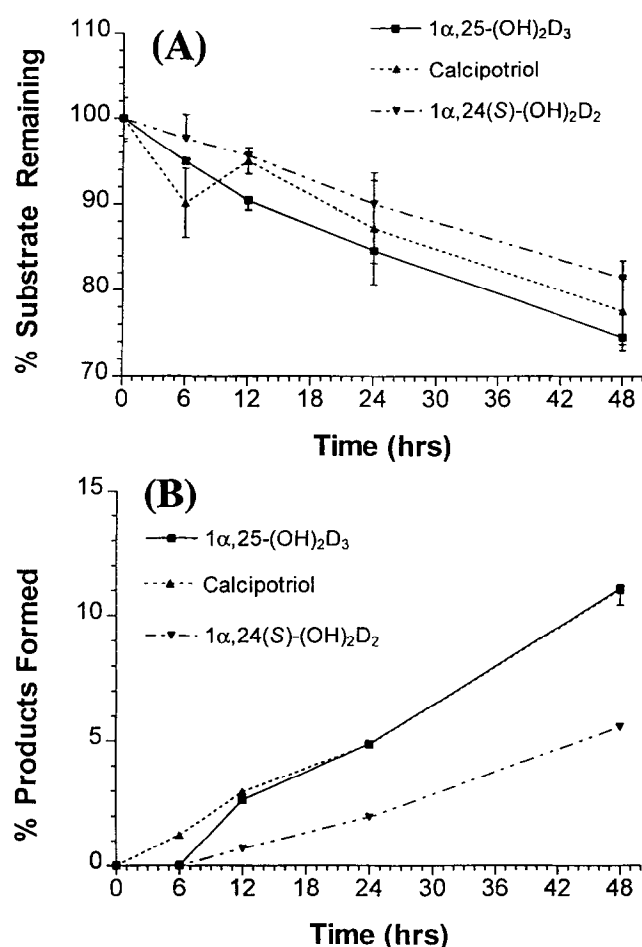 (A)
1α,25-(OH)₂D₃
Calcipotriol
1α,24(S)-(OH)₂D₂
% Substrate Remaining
110
100
90
80
70
0 6 12 18 24 30 36 42 48
Time (hrs)
(B)
1α,25-(OH)₂D₃
Calcipotriol
1α,24(S)-(OH)₂D₂
% Products Formed
15
10
5
0
0 6 12 18 24 30 36 42 48
Time (hrs)